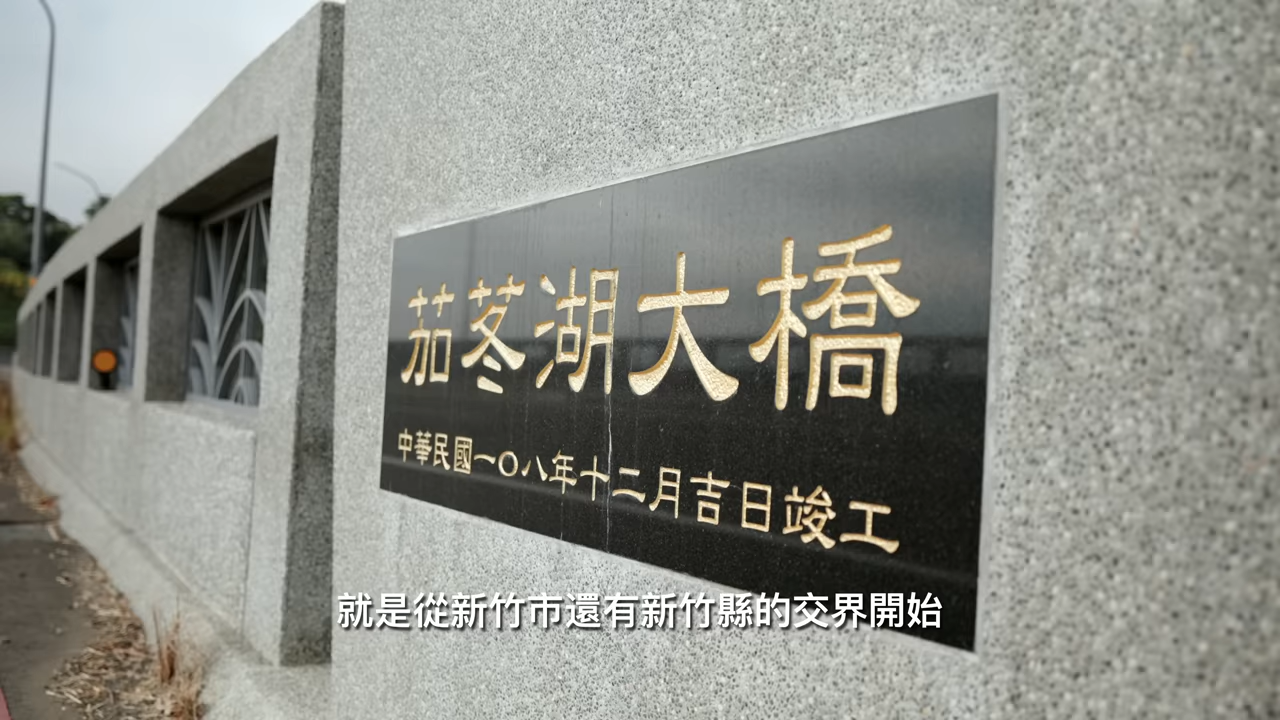 茄苳湖大橋
中華民國一〇八年十二月吉日竣工
就是從新竹市還有新竹縣的交界開始